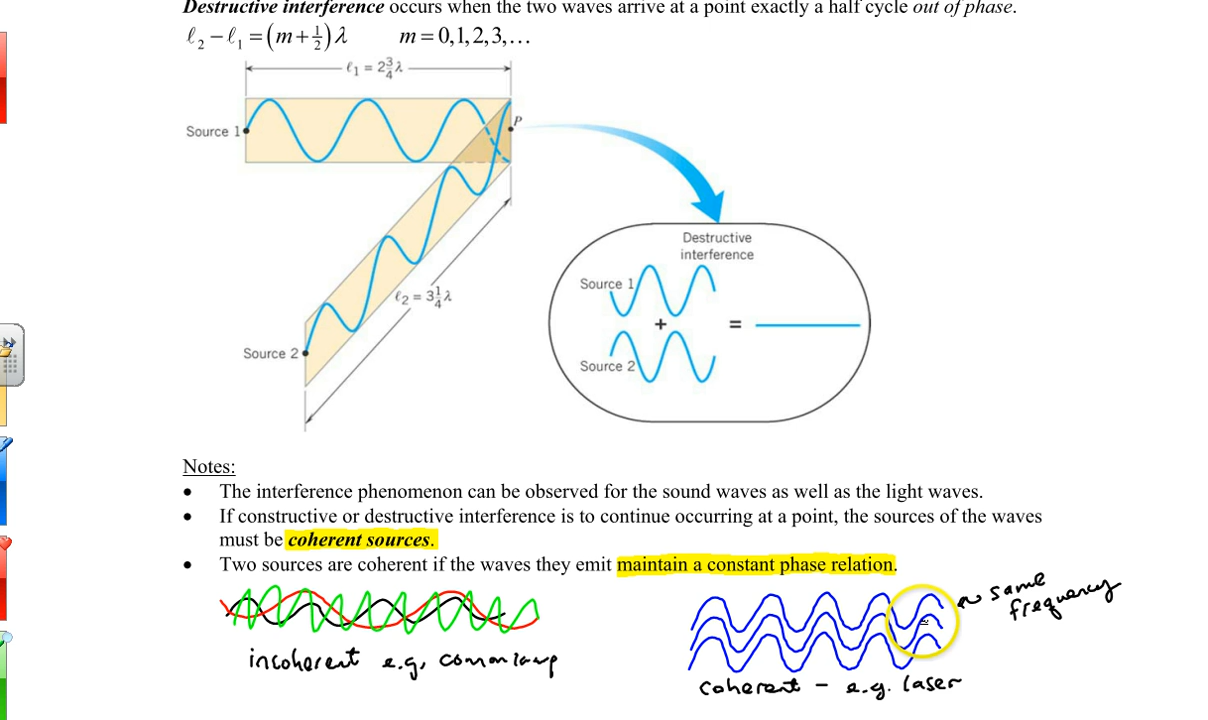 Destructive interference occurs when the two waves arrive at a point exactly a half cycle out of phase.
ℓ₂ − ℓ₁ = (m + ½)λ   m = 0, 1, 2, 3, …
ℓ₁ = 2¾λ
Source 1
P
ℓ₂ = 3¼λ
Source 2
Destructive
interference
Source 1
+ =
Source 2
Notes:
• The interference phenomenon can be observed for the sound waves as well as the light waves.
• If constructive or destructive interference is to continue occurring at a point, the sources of the waves
must be coherent sources.
• Two sources are coherent if the waves they emit maintain a constant phase relation.
same
frequency
incoherent e.g. common lamp
coherent – e.g. laser